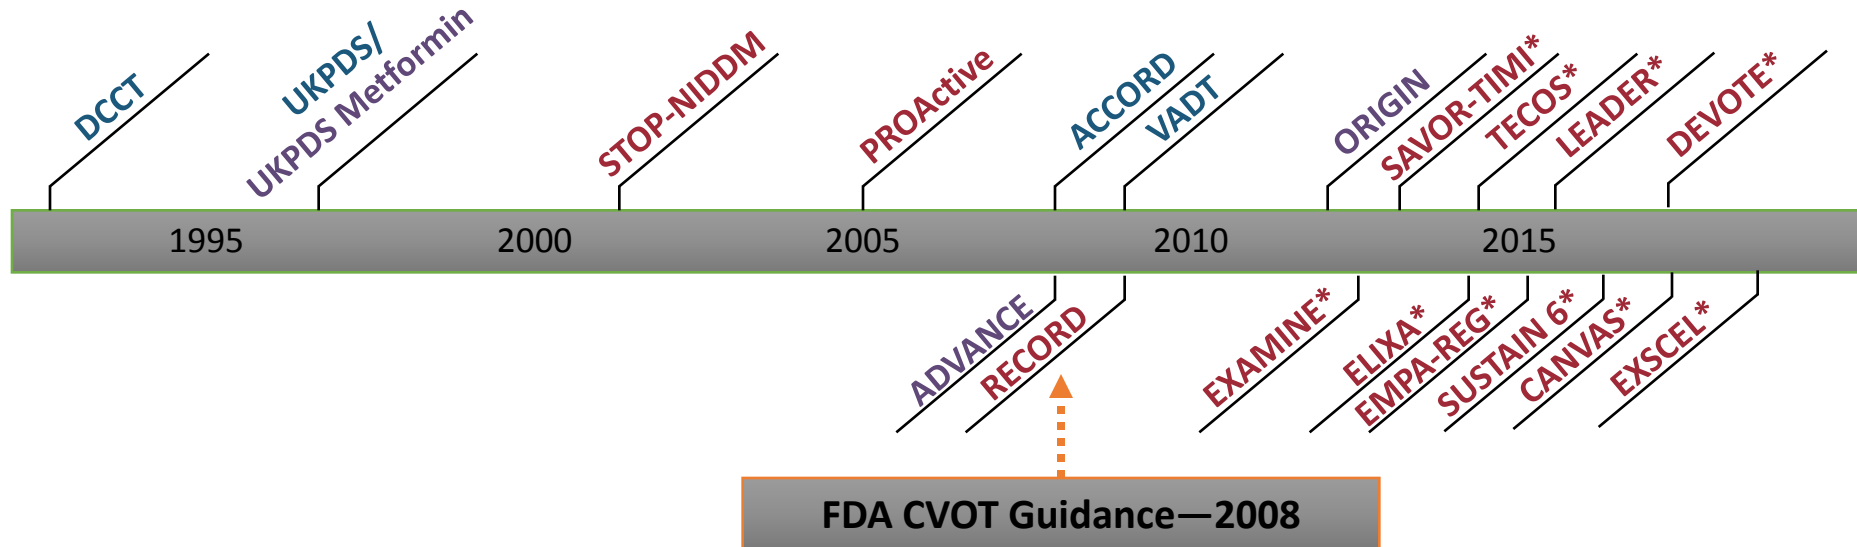 DCCT
UKPDS/
UKPDS Metformin
STOP-NIDDM
PROActive
ACCORD
VADT
ORIGIN
SAVOR-TIMI*
TECOS*
LEADER*
DEVOTE*
1995
2000
2005
2010
2015
ADVANCE
RECORD
EXAMINE*
ELIXA*
EMPA-REG*
SUSTAIN 6*
CANVAS*
EXSCEL*
FDA CVOT Guidance—2008